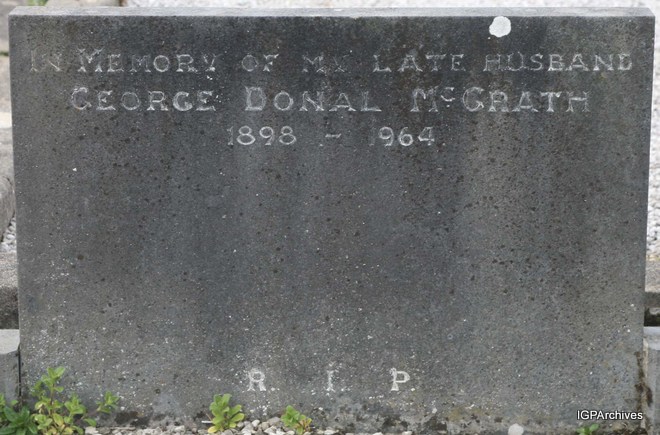 IN MEMORY OF MY LATE HUSBAND
GEORGE DONAL McGRATH
1898 - 1964
R. I. P.
IGPArchives